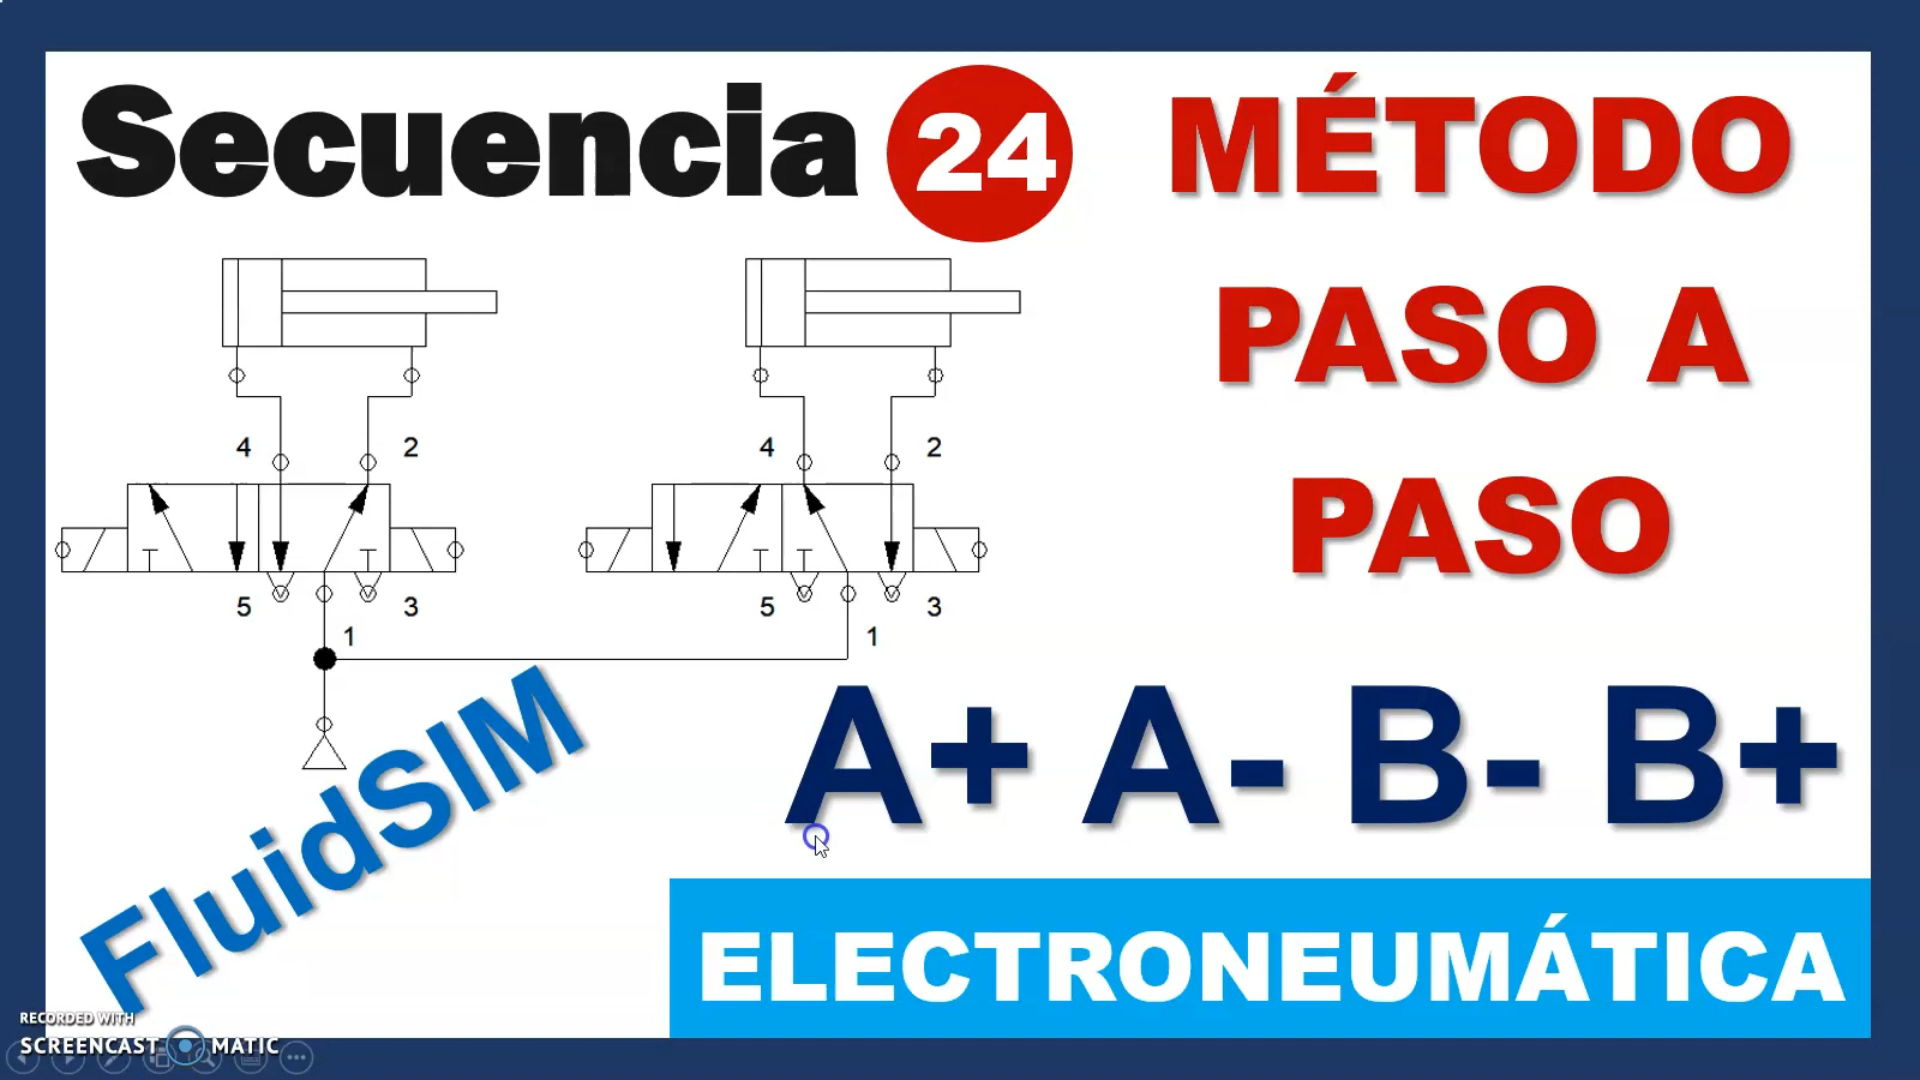 Secuencia 24
MÉTODO
PASO A
PASO
4 2 4 2
5 3 5 3
1 1
FluidSIM
A+ A- B- B+
ELECTRONEUMÁTICA
RECORDED WITH
SCREENCAST MATIC